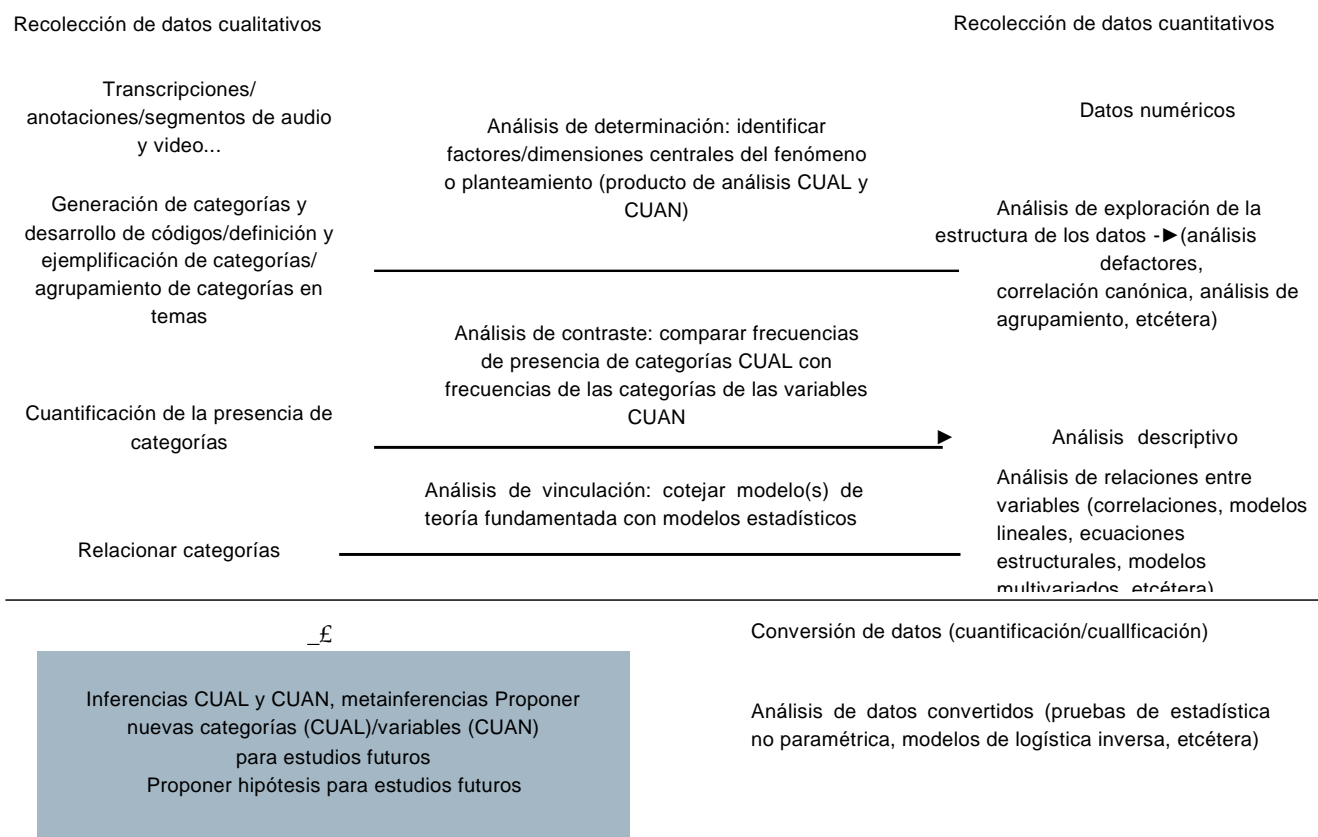 Recolección de datos cualitativos
Recolección de datos cuantitativos
Transcripciones/
anotaciones/segmentos de audio
y video...
Datos numéricos
Análisis de determinación: identificar
factores/dimensiones centrales del fenómeno
o planteamiento (producto de análisis CUAL y
CUAN)
Generación de categorías y
desarrollo de códigos/definición y
ejemplificación de categorías/
agrupamiento de categorías en
temas
Análisis de exploración de la
estructura de los datos -►(análisis
defactores,
correlación canónica, análisis de
agrupamiento, etcétera)
Análisis de contraste: comparar frecuencias
de presencia de categorías CUAL con
frecuencias de las categorías de las variables
CUAN
Cuantificación de la presencia de
categorías
►
Análisis descriptivo
Análisis de vinculación: cotejar modelo(s) de
teoría fundamentada con modelos estadísticos
Relacionar categorías
Análisis de relaciones entre
variables (correlaciones, modelos
lineales, ecuaciones
estructurales, modelos
multivariados, etcétera)
_£
Conversión de datos (cuantificación/cuallficación)
Inferencias CUAL y CUAN, metainferencias Proponer
nuevas categorías (CUAL)/variables (CUAN)
para estudios futuros
Proponer hipótesis para estudios futuros
Análisis de datos convertidos (pruebas de estadística
no paramétrica, modelos de logística inversa, etcétera)